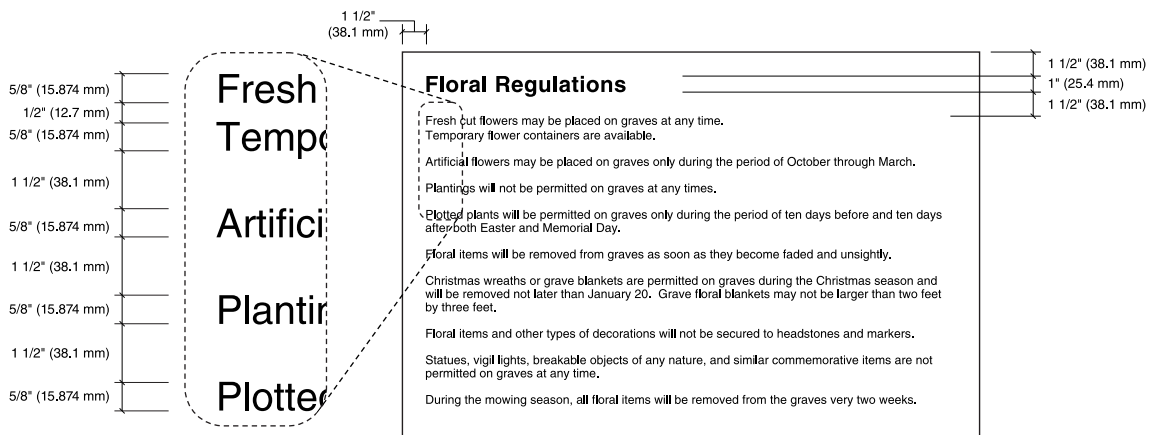 1 1/2"
(38.1 mm)
5/8" (15.874 mm)
1/2" (12.7 mm)
5/8" (15.874 mm)
1 1/2" (38.1 mm)
5/8" (15.874 mm)
1 1/2" (38.1 mm)
5/8" (15.874 mm)
1 1/2" (38.1 mm)
5/8" (15.874 mm)
Fresh
Tempo
Artifici
Plantin
Plotted
Floral Regulations
Fresh cut flowers may be placed on graves at any time.
Temporary flower containers are available.
Artificial flowers may be placed on graves only during the period of October through March.
Plantings will not be permitted on graves at any times.
Plotted plants will be permitted on graves only during the period of ten days before and ten days
after both Easter and Memorial Day.
Floral items will be removed from graves as soon as they become faded and unsightly.
Christmas wreaths or grave blankets are permitted on graves during the Christmas season and
will be removed not later than January 20. Grave floral blankets may not be larger than two feet
by three feet.
Floral items and other types of decorations will not be secured to headstones and markers.
Statues, vigil lights, breakable objects of any nature, and similar commemorative items are not
permitted on graves at any time.
During the mowing season, all floral items will be removed from the graves very two weeks.
1 1/2" (38.1 mm)
1" (25.4 mm)
1 1/2" (38.1 mm)